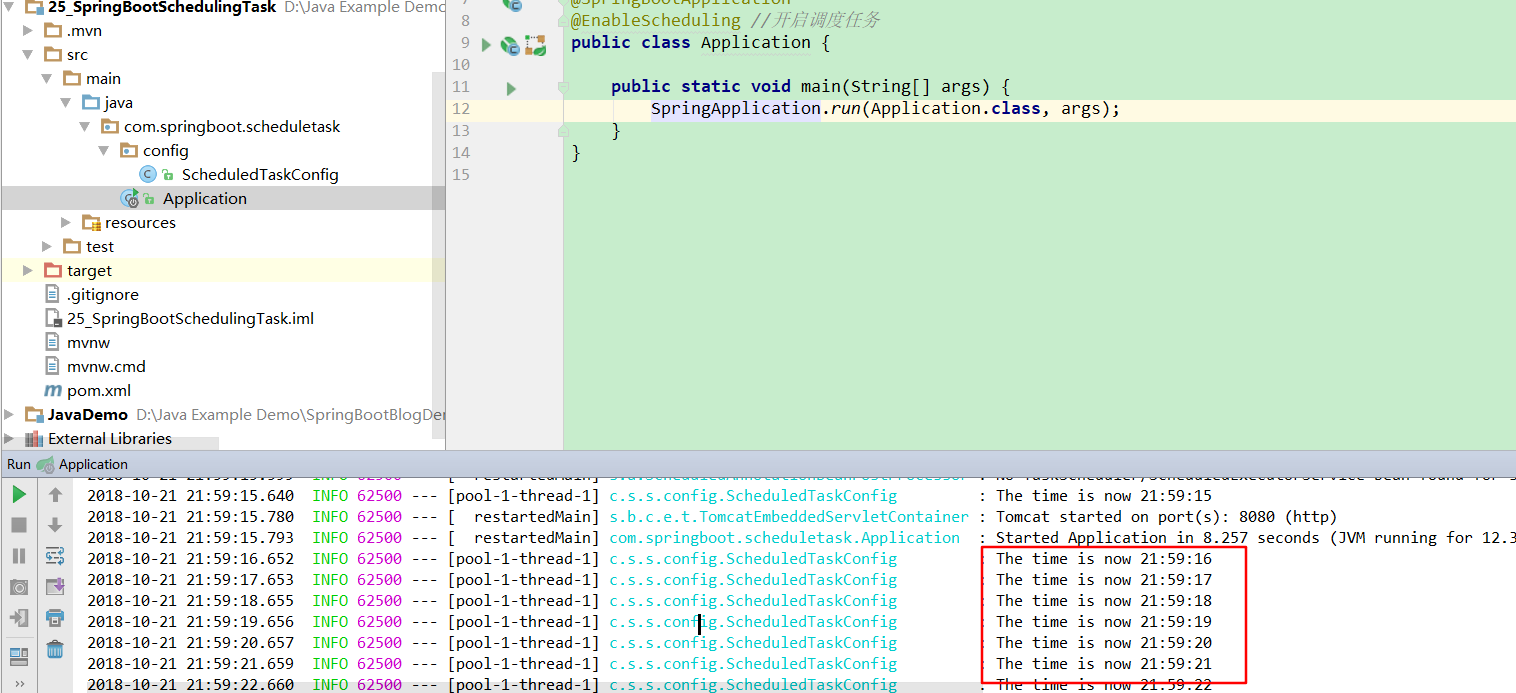 25_SpringBootSchedulingTask D:\Java Example Demo
.mvn
src
main
java
com.springboot.scheduletask
config
ScheduledTaskConfig
Application
resources
test
target
.gitignore
25_SpringBootSchedulingTask.iml
mvnw
mvnw.cmd
pom.xml
JavaDemo D:\Java Example Demo\SpringBootBlogDe
External Libraries
7 @SpringBootApplication
8 @EnableScheduling //开启调度任务
9 public class Application {
10
11 public static void main(String[] args) {
12 SpringApplication.run(Application.class, args);
13 }
14 }
15
Run Application
2018-10-21 21:59:15.640 INFO 62500 --- [pool-1-thread-1] c.s.s.config.ScheduledTaskConfig : The time is now 21:59:15
2018-10-21 21:59:15.780 INFO 62500 --- [ restartedMain] s.b.c.e.t.TomcatEmbeddedServletContainer : Tomcat started on port(s): 8080 (http)
2018-10-21 21:59:15.793 INFO 62500 --- [ restartedMain] com.springboot.scheduletask.Application : Started Application in 8.257 seconds (JVM running for 12.3
2018-10-21 21:59:16.652 INFO 62500 --- [pool-1-thread-1] c.s.s.config.ScheduledTaskConfig : The time is now 21:59:16
2018-10-21 21:59:17.653 INFO 62500 --- [pool-1-thread-1] c.s.s.config.ScheduledTaskConfig : The time is now 21:59:17
2018-10-21 21:59:18.655 INFO 62500 --- [pool-1-thread-1] c.s.s.config.ScheduledTaskConfig : The time is now 21:59:18
2018-10-21 21:59:19.656 INFO 62500 --- [pool-1-thread-1] c.s.s.config.ScheduledTaskConfig : The time is now 21:59:19
2018-10-21 21:59:20.657 INFO 62500 --- [pool-1-thread-1] c.s.s.config.ScheduledTaskConfig : The time is now 21:59:20
2018-10-21 21:59:21.659 INFO 62500 --- [pool-1-thread-1] c.s.s.config.ScheduledTaskConfig : The time is now 21:59:21
2018-10-21 21:59:22.660 INFO 62500 --- [pool-1-thread-1] c.s.s.config.ScheduledTaskConfig : The time is now 21:59:22